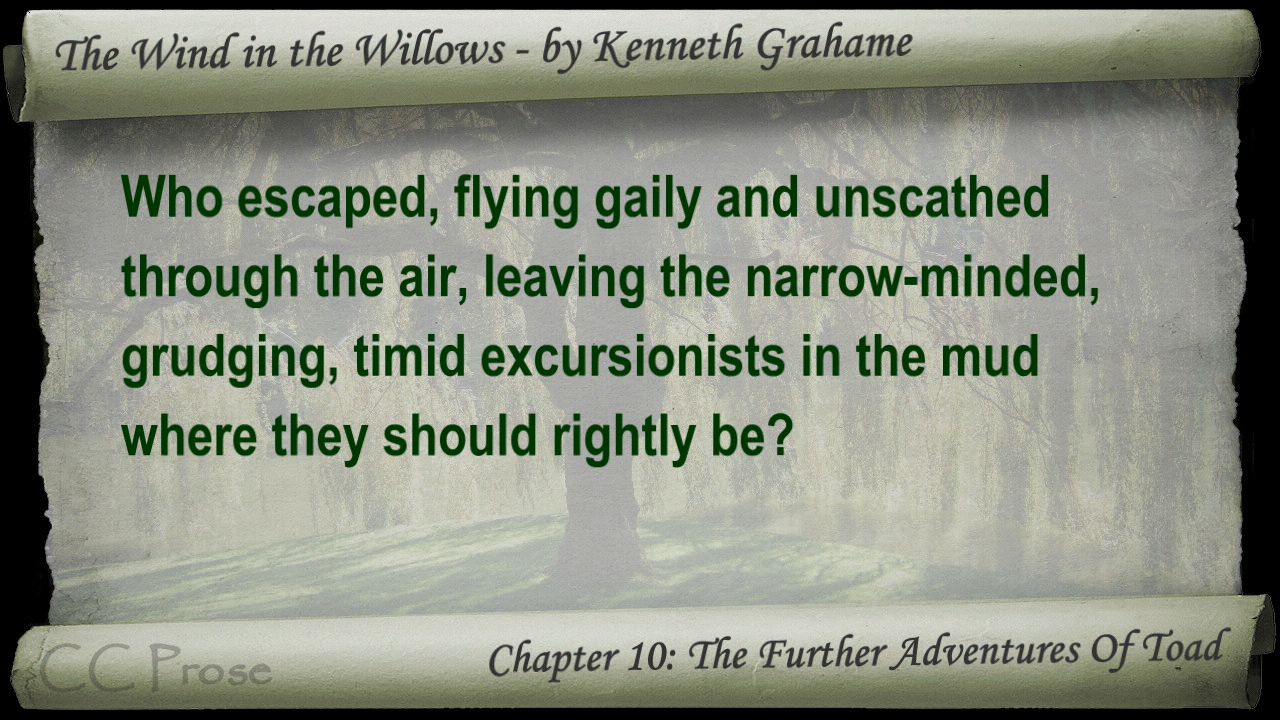 The Wind in the Willows - by Kenneth Grahame
Who escaped, flying gaily and unscathed
through the air, leaving the narrow-minded,
grudging, timid excursionists in the mud
where they should rightly be?
CC Prose
Chapter 10: The Further Adventures Of Toad